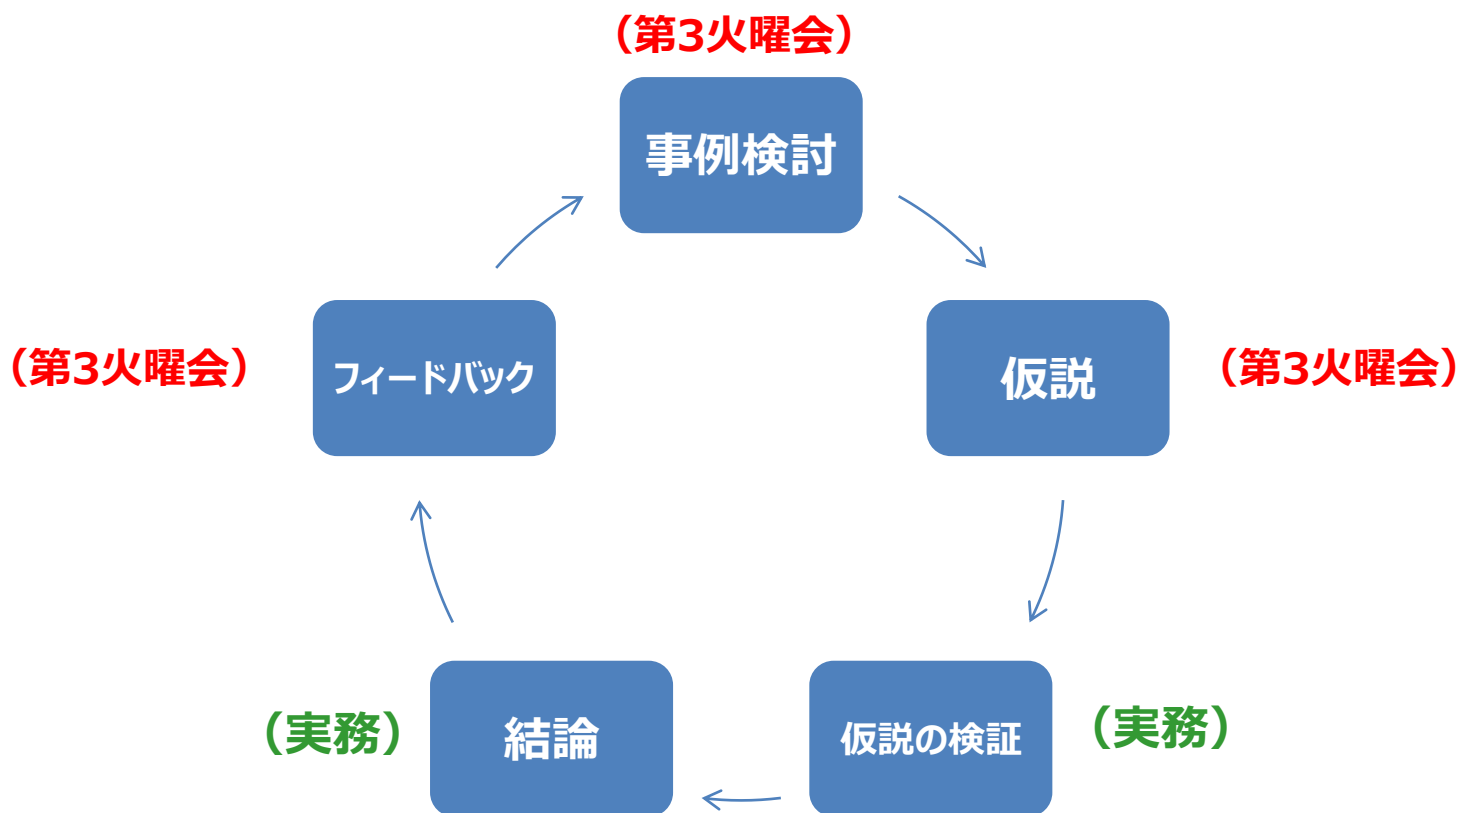 （第3火曜会）
事例検討
フィードバック
（第3火曜会）
仮説
（第3火曜会）
結論
（実務）
仮説の検証
（実務）